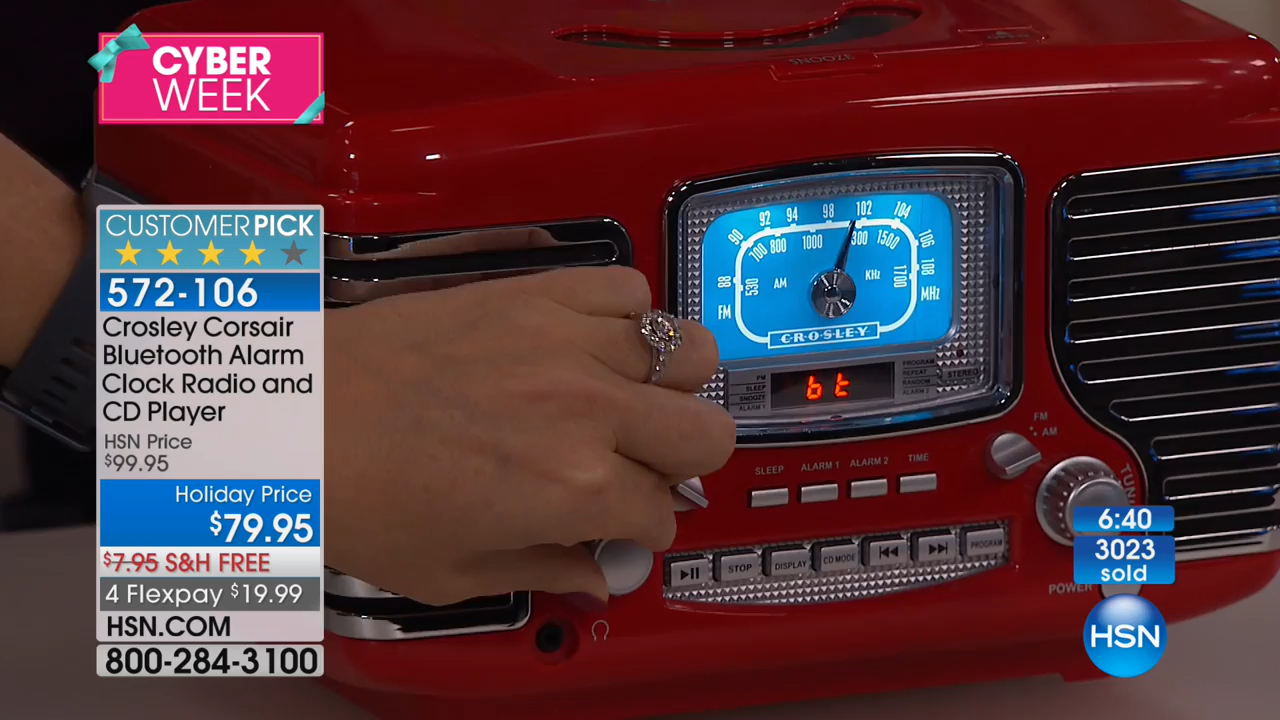 CYBER
WEEK
CUSTOMER PICK
572-106
Crosley Corsair
Bluetooth Alarm
Clock Radio and
CD Player
HSN Price
$99.95
Holiday Price
$79.95
$7.95 S&H FREE
4 Flexpay $19.99
HSN.COM
800-284-3100
SNOOZE
88 90 92 94 98 102 104 106 108
530 700 800 1000 1500 1700
FM AM KHz MHz
CROSLEY
FM
SLEEP
SNOOZE
ALARM 1
bt
PROGRAM
REPEAT
RANDOM
ALARM 2
STEREO
SLEEP ALARM 1 ALARM 2 TIME
FM
AM
STOP DISPLAY CD MODE PROGRAM
POWER
6:40
3023
sold
HSN